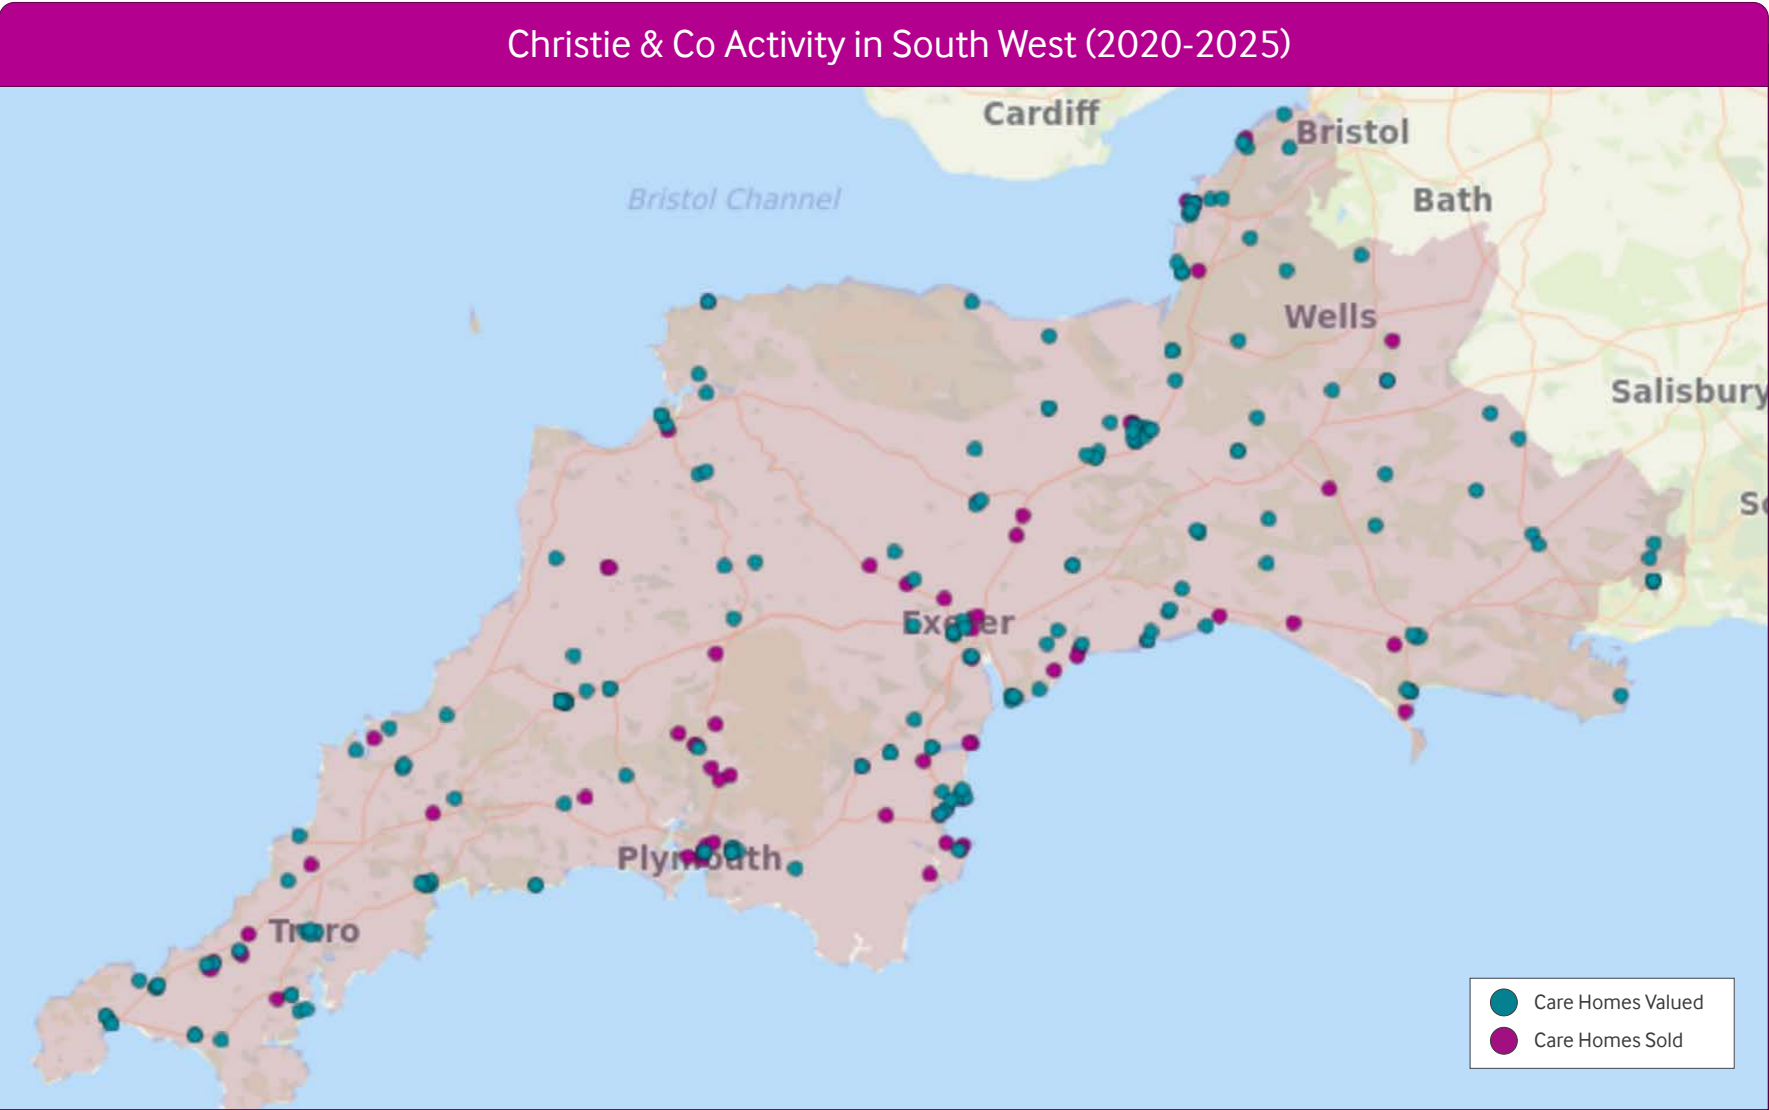 Christie & Co Activity in South West (2020-2025)
Cardiff
Bristol
Bristol Channel
Bath
Wells
Salisbury
Exeter
Plymouth
Truro
Care Homes Valued
Care Homes Sold